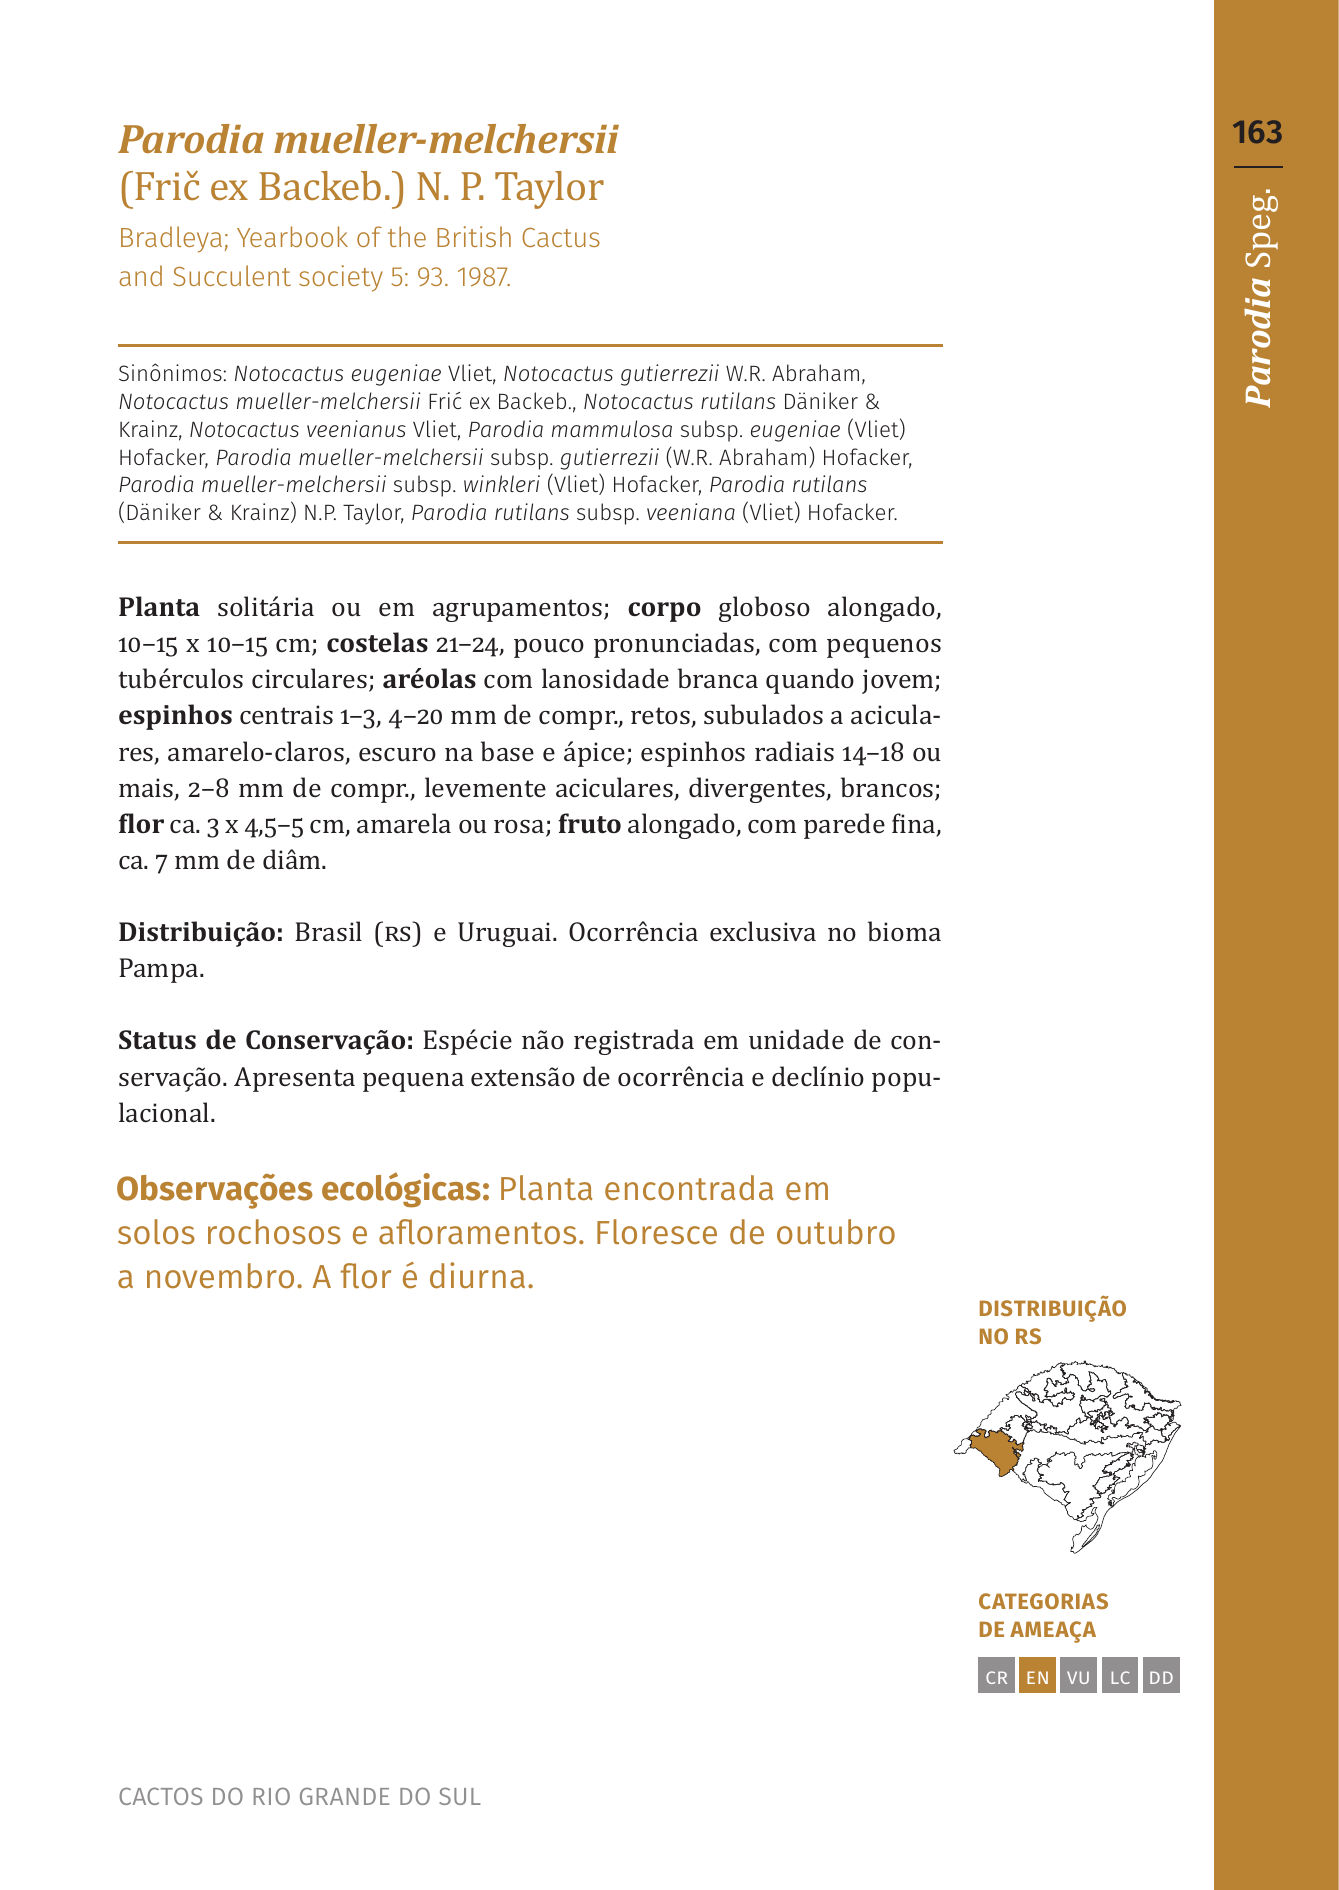 Parodia mueller-melchersii
(Frič ex Backeb.) N. P. Taylor
Bradleya; Yearbook of the British Cactus
and Succulent society 5: 93. 1987.
Sinônimos: Notocactus eugeniae Vliet, Notocactus gutierrezii W.R. Abraham,
Notocactus mueller-melchersii Frić ex Backeb., Notocactus rutilans Däniker &
Krainz, Notocactus veenianus Vliet, Parodia mammulosa subsp. eugeniae (Vliet)
Hofacker, Parodia mueller-melchersii subsp. gutierrezii (W.R. Abraham) Hofacker,
Parodia mueller-melchersii subsp. winkleri (Vliet) Hofacker, Parodia rutilans
(Däniker & Krainz) N.P. Taylor, Parodia rutilans subsp. veeniana (Vliet) Hofacker.
Planta solitária ou em agrupamentos; corpo globoso alongado,
10–15 x 10–15 cm; costelas 21–24, pouco pronunciadas, com pequenos
tubérculos circulares; aréolas com lanosidade branca quando jovem;
espinhos centrais 1–3, 4–20 mm de compr., retos, subulados a acicula-
res, amarelo-claros, escuro na base e ápice; espinhos radiais 14–18 ou
mais, 2–8 mm de compr., levemente aciculares, divergentes, brancos;
flor ca. 3 x 4,5–5 cm, amarela ou rosa; fruto alongado, com parede fina,
ca. 7 mm de diâm.
Distribuição: Brasil (RS) e Uruguai. Ocorrência exclusiva no bioma
Pampa.
Status de Conservação: Espécie não registrada em unidade de con-
servação. Apresenta pequena extensão de ocorrência e declínio popu-
lacional.
Observações ecológicas: Planta encontrada em
solos rochosos e afloramentos. Floresce de outubro
a novembro. A flor é diurna.
DISTRIBUIÇÃO
NO RS
CATEGORIAS
DE AMEAÇA
CR EN VU LC DD
CACTOS DO RIO GRANDE DO SUL
163
Parodia Speg.